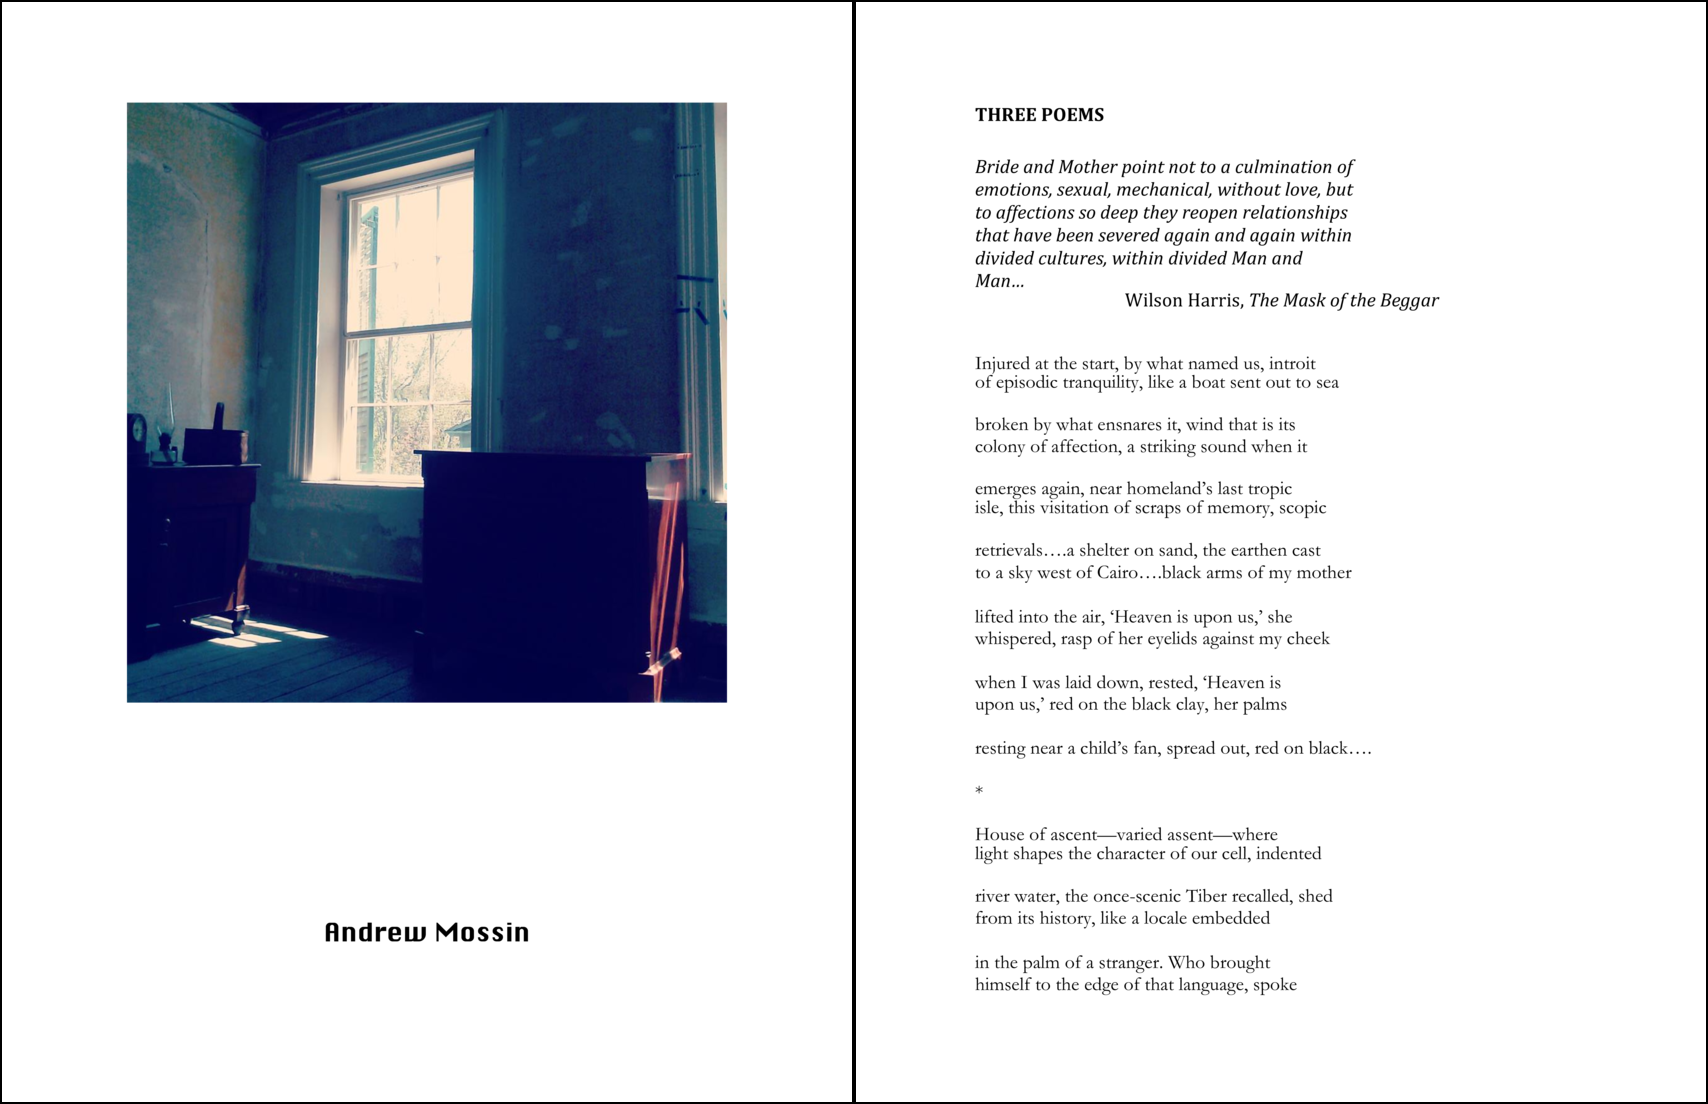 Andrew Mossin
THREE POEMS
Bride and Mother point not to a culmination of
emotions, sexual, mechanical, without love, but
to affections so deep they reopen relationships
that have been severed again and again within
divided cultures, within divided Man and
Man…
Wilson Harris, The Mask of the Beggar
Injured at the start, by what named us, introit
of episodic tranquility, like a boat sent out to sea
broken by what ensnares it, wind that is its
colony of affection, a striking sound when it
emerges again, near homeland’s last tropic
isle, this visitation of scraps of memory, scopic
retrievals….a shelter on sand, the earthen cast
to a sky west of Cairo….black arms of my mother
lifted into the air, ‘Heaven is upon us,’ she
whispered, rasp of her eyelids against my cheek
when I was laid down, rested, ‘Heaven is
upon us,’ red on the black clay, her palms
resting near a child’s fan, spread out, red on black….
*
House of ascent—varied assent—where
light shapes the character of our cell, indented
river water, the once-scenic Tiber recalled, shed
from its history, like a locale embedded
in the palm of a stranger. Who brought
himself to the edge of that language, spoke